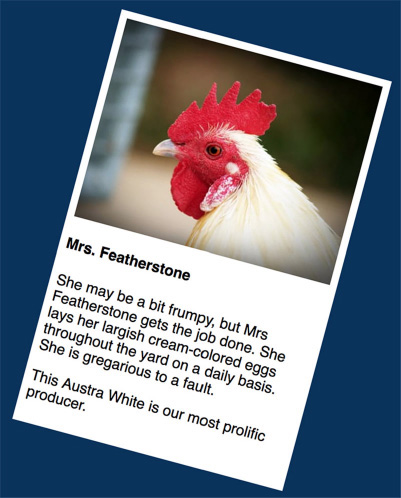 Mrs. Featherstone
She may be a bit frumpy, but Mrs
Featherstone gets the job done. She
lays her largish cream-colored eggs
throughout the yard on a daily basis.
She is gregarious to a fault.
This Austra White is our most prolific
producer.